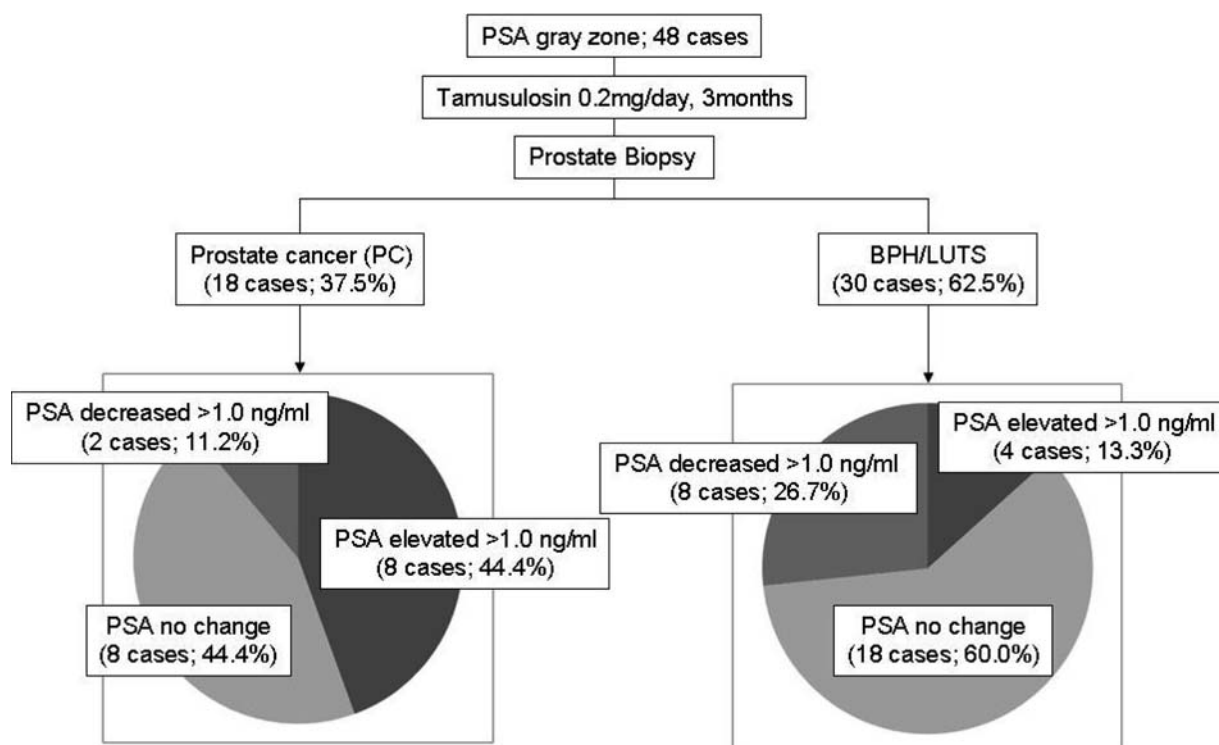 PSA gray zone; 48 cases
Tamusulosin 0.2mg/day, 3months
Prostate Biopsy
Prostate cancer (PC)
(18 cases; 37.5%)
BPH/LUTS
(30 cases; 62.5%)
PSA decreased >1.0 ng/ml
(2 cases; 11.2%)
PSA elevated >1.0 ng/ml
(8 cases; 44.4%)
PSA no change
(8 cases; 44.4%)
PSA elevated >1.0 ng/ml
(4 cases; 13.3%)
PSA decreased >1.0 ng/ml
(8 cases; 26.7%)
PSA no change
(18 cases; 60.0%)